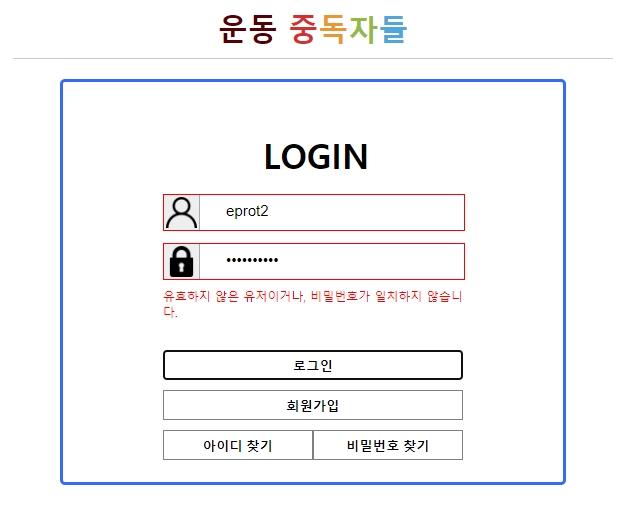 운동 중독자들
LOGIN
eprot2
••••••••••
유효하지 않은 유저이거나, 비밀번호가 일치하지 않습니
다.
로그인
회원가입
아이디 찾기
비밀번호 찾기